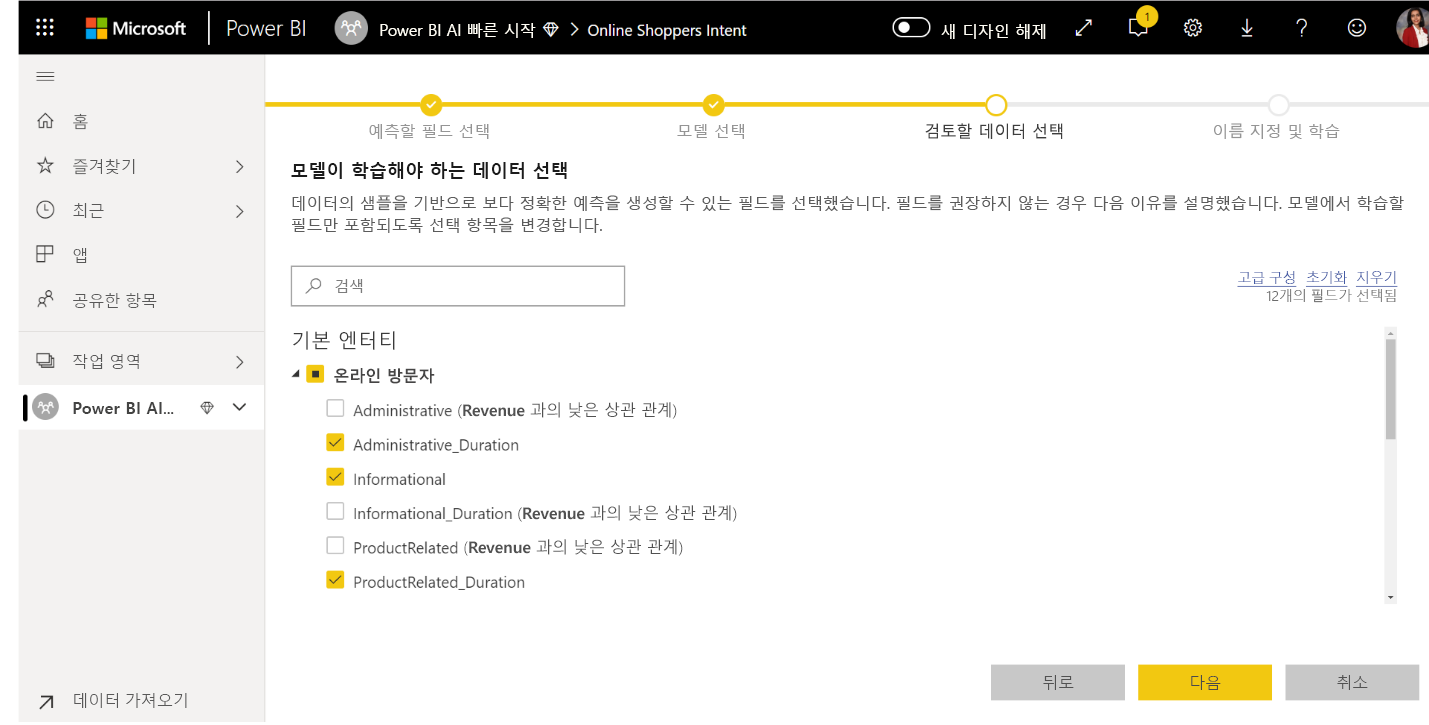 Microsoft Power BI Power BI AI 빠른 시작 > Online Shoppers Intent 새 디자인 해제 1 ?
홈
즐겨찾기
최근
앱
공유한 항목
작업 영역
Power BI AI...
데이터 가져오기
예측할 필드 선택 모델 선택 검토할 데이터 선택 이름 지정 및 학습
모델이 학습해야 하는 데이터 선택
데이터의 샘플을 기반으로 보다 정확한 예측을 생성할 수 있는 필드를 선택했습니다. 필드를 권장하지 않는 경우 다음 이유를 설명했습니다. 모델에서 학습할
필드만 포함되도록 선택 항목을 변경합니다.
검색
고급 구성 초기화 지우기
12개의 필드가 선택됨
기본 엔터티
온라인 방문자
Administrative (Revenue 과의 낮은 상관 관계)
Administrative_Duration
Informational
Informational_Duration (Revenue 과의 낮은 상관 관계)
ProductRelated (Revenue 과의 낮은 상관 관계)
ProductRelated_Duration
뒤로 다음 취소